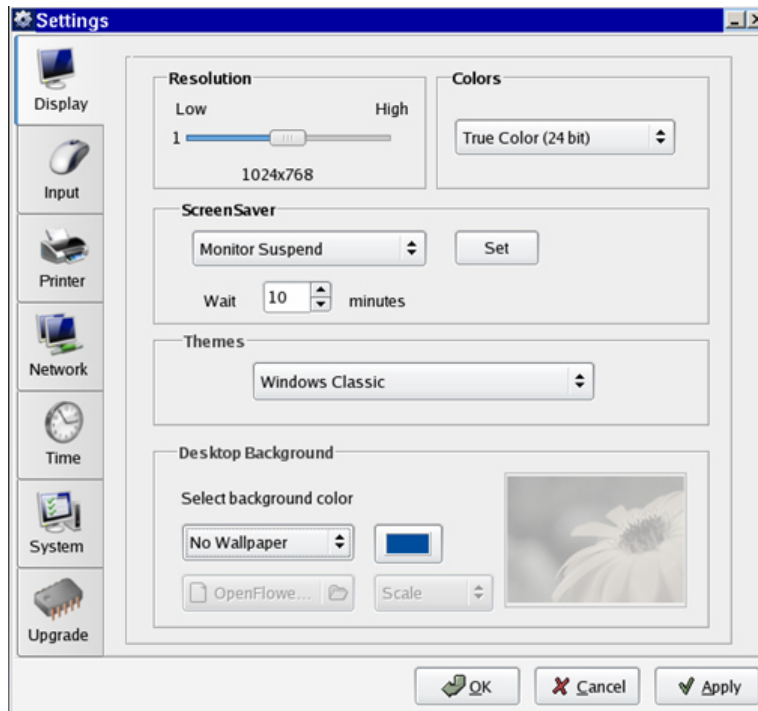 Settings
Display
Input
Printer
Network
Time
System
Upgrade
Resolution
Low High
1
1024x768
Colors
True Color (24 bit)
ScreenSaver
Monitor Suspend
Set
Wait 10 minutes
Themes
Windows Classic
Desktop Background
Select background color
No Wallpaper
OpenFlowe... Scale
OK Cancel Apply